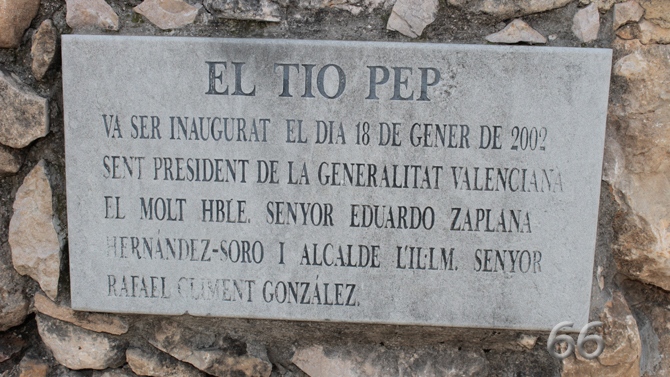 EL TIO PEP
VA SER INAUGURAT EL DIA 18 DE GENER DE 2002
SENT PRESIDENT DE LA GENERALITAT VALENCIANA
EL MOLT HBLE. SENYOR EDUARDO ZAPLANA
HERNÁNDEZ-SORO I ALCALDE L'IL·LM. SENYOR
RAFAEL CLIMENT GONZÁLEZ.
66